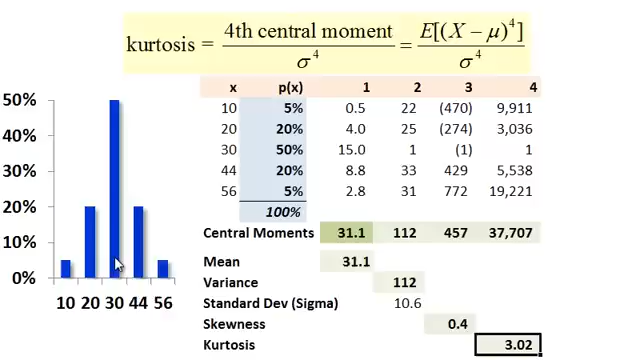 kurtosis = 4th central moment / σ⁴ = E[(X − μ)⁴] / σ⁴
x p(x) 1 2 3 4
10 5% 0.5 22 (470) 9,911
20 20% 4.0 25 (274) 3,036
30 50% 15.0 1 (1) 1
44 20% 8.8 33 429 5,538
56 5% 2.8 31 772 19,221
100%
Central Moments 31.1 112 457 37,707
Mean 31.1
Variance 112
Standard Dev (Sigma) 10.6
Skewness 0.4
Kurtosis 3.02
50%
40%
30%
20%
10%
0%
10 20 30 44 56